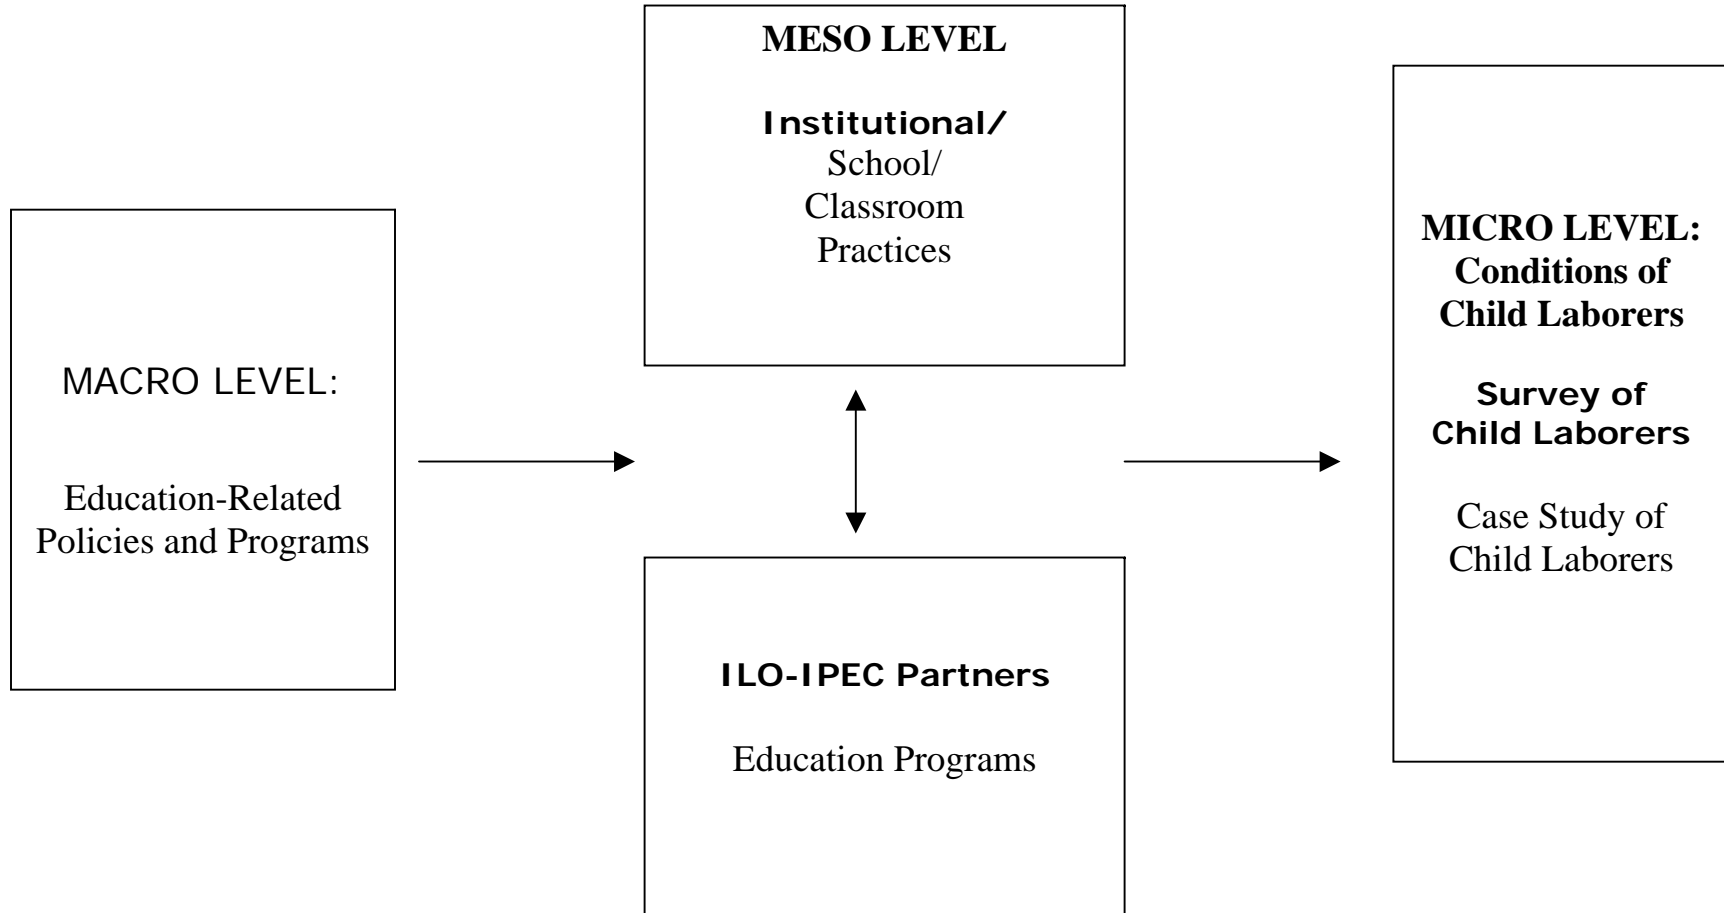 MACRO LEVEL:
Education-Related
Policies and Programs
MESO LEVEL
Institutional/
School/
Classroom
Practices
ILO-IPEC Partners
Education Programs
MICRO LEVEL:
Conditions of
Child Laborers
Survey of
Child Laborers
Case Study of
Child Laborers